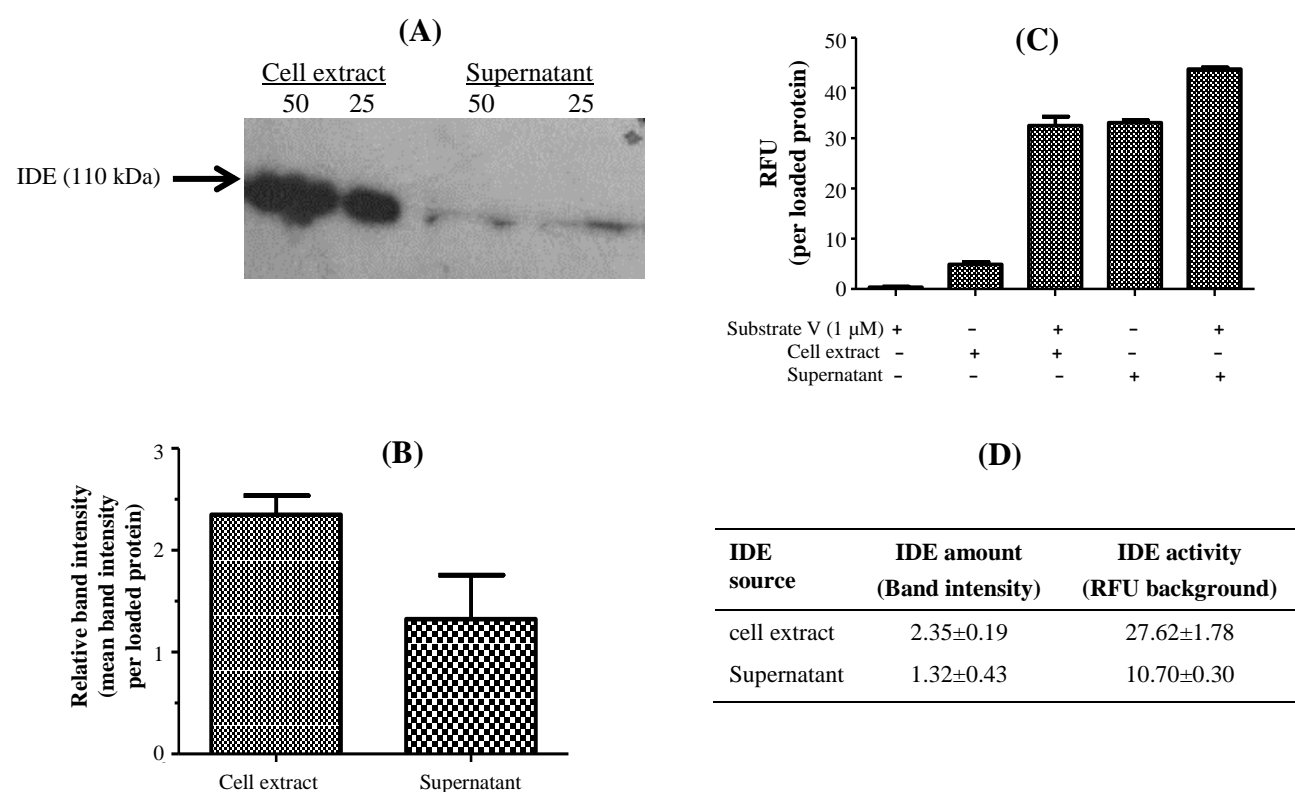 (A)
Cell extract Supernatant
50 25 50 25
IDE (110 kDa)
(C)
RFU
(per loaded protein)
50
40
30
20
10
0
Substrate V (1 µM) + – + – +
Cell extract – + + – –
Supernatant – – – + +
(B)
Relative band intensity
(mean band intensity
per loaded protein)
3
2
1
0
Cell extract Supernatant
(D)
IDE source IDE amount (Band intensity) IDE activity (RFU background)
cell extract 2.35±0.19 27.62±1.78
Supernatant 1.32±0.43 10.70±0.30